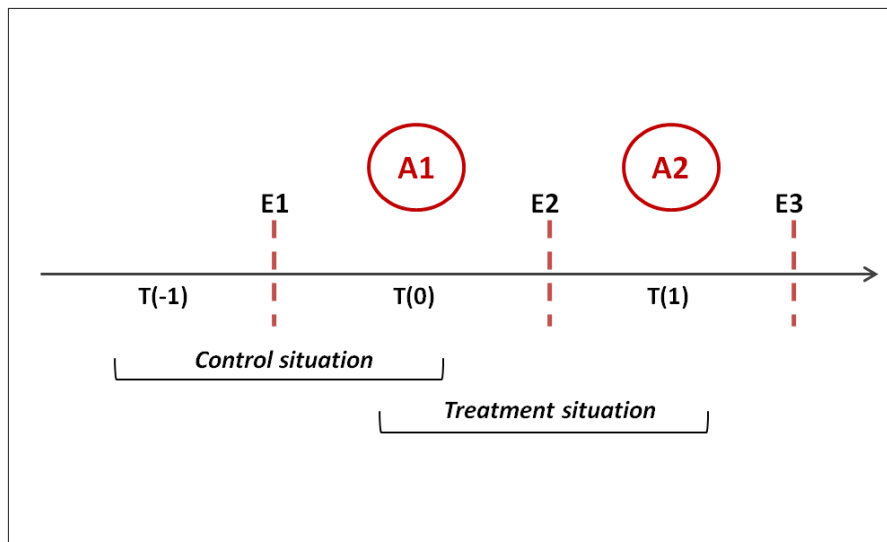 A1 A2
E1 E2 E3
T(-1) T(0) T(1)
Control situation
Treatment situation